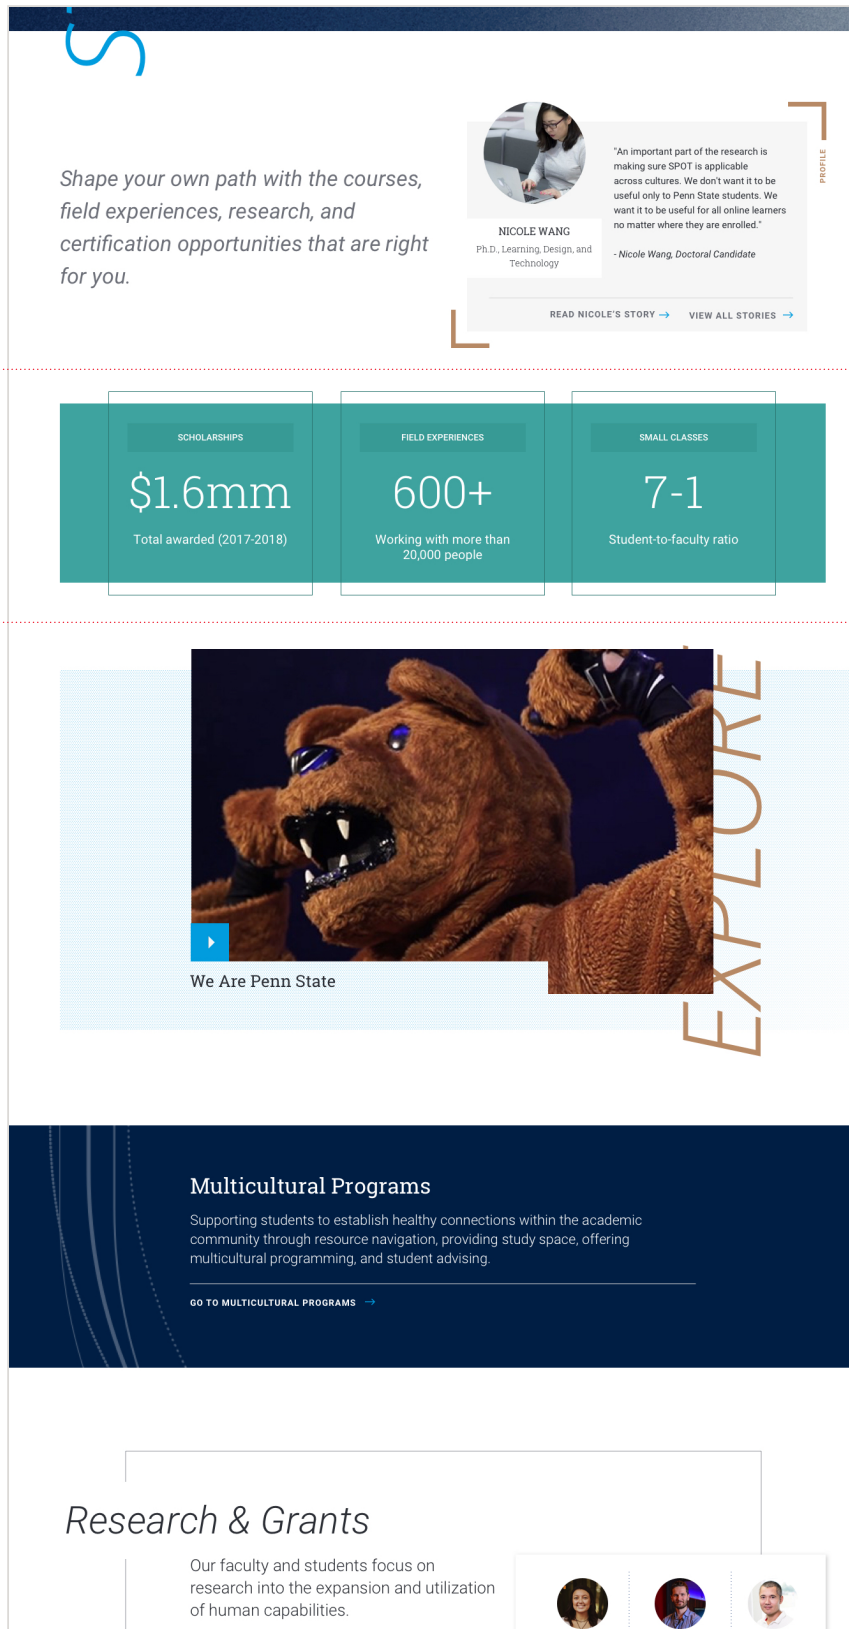 Shape your own path with the courses,
field experiences, research, and
certification opportunities that are right
for you.
"An important part of the research is
making sure SPOT is applicable
across cultures. We don't want it to be
useful only to Penn State students. We
want it to be useful for all online learners
no matter where they are enrolled."
- Nicole Wang, Doctoral Candidate
NICOLE WANG
Ph.D., Learning, Design, and
Technology
PROFILE
READ NICOLE'S STORY
VIEW ALL STORIES
SCHOLARSHIPS
$1.6mm
Total awarded (2017-2018)
FIELD EXPERIENCES
600+
Working with more than
20,000 people
SMALL CLASSES
7-1
Student-to-faculty ratio
EXPLORE
We Are Penn State
Multicultural Programs
Supporting students to establish healthy connections within the academic
community through resource navigation, providing study space, offering
multicultural programming, and student advising.
GO TO MULTICULTURAL PROGRAMS
Research & Grants
Our faculty and students focus on
research into the expansion and utilization
of human capabilities.